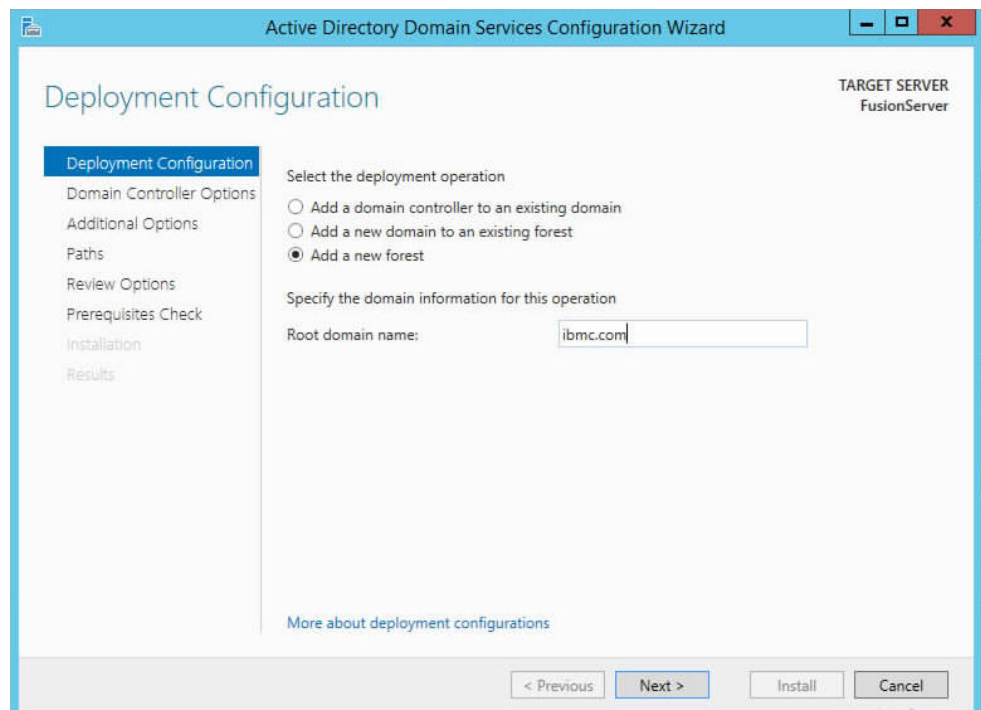 Active Directory Domain Services Configuration Wizard
Deployment Configuration
TARGET SERVER
FusionServer
Deployment Configuration
Domain Controller Options
Additional Options
Paths
Review Options
Prerequisites Check
Installation
Results
Select the deployment operation
Add a domain controller to an existing domain
Add a new domain to an existing forest
Add a new forest
Specify the domain information for this operation
Root domain name: ibmc.com
More about deployment configurations
< Previous Next > Install Cancel